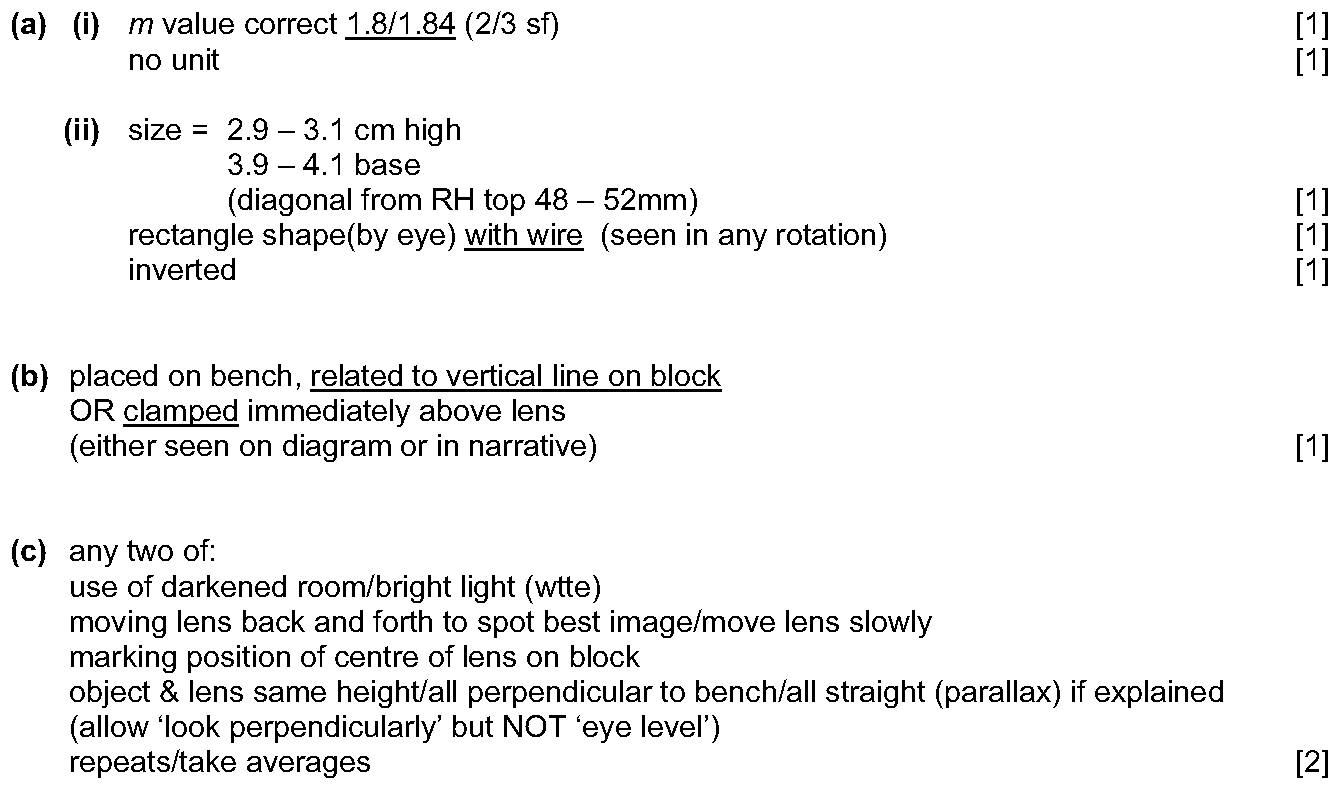 (a) (i) m value correct 1.8/1.84 (2/3 sf) [1]
no unit [1]
(ii) size = 2.9 – 3.1 cm high
3.9 – 4.1 base
(diagonal from RH top 48 – 52mm) [1]
rectangle shape(by eye) with wire (seen in any rotation) [1]
inverted [1]
(b) placed on bench, related to vertical line on block
OR clamped immediately above lens
(either seen on diagram or in narrative) [1]
(c) any two of:
use of darkened room/bright light (wtte)
moving lens back and forth to spot best image/move lens slowly
marking position of centre of lens on block
object & lens same height/all perpendicular to bench/all straight (parallax) if explained
(allow ‘look perpendicularly’ but NOT ‘eye level’)
repeats/take averages [2]